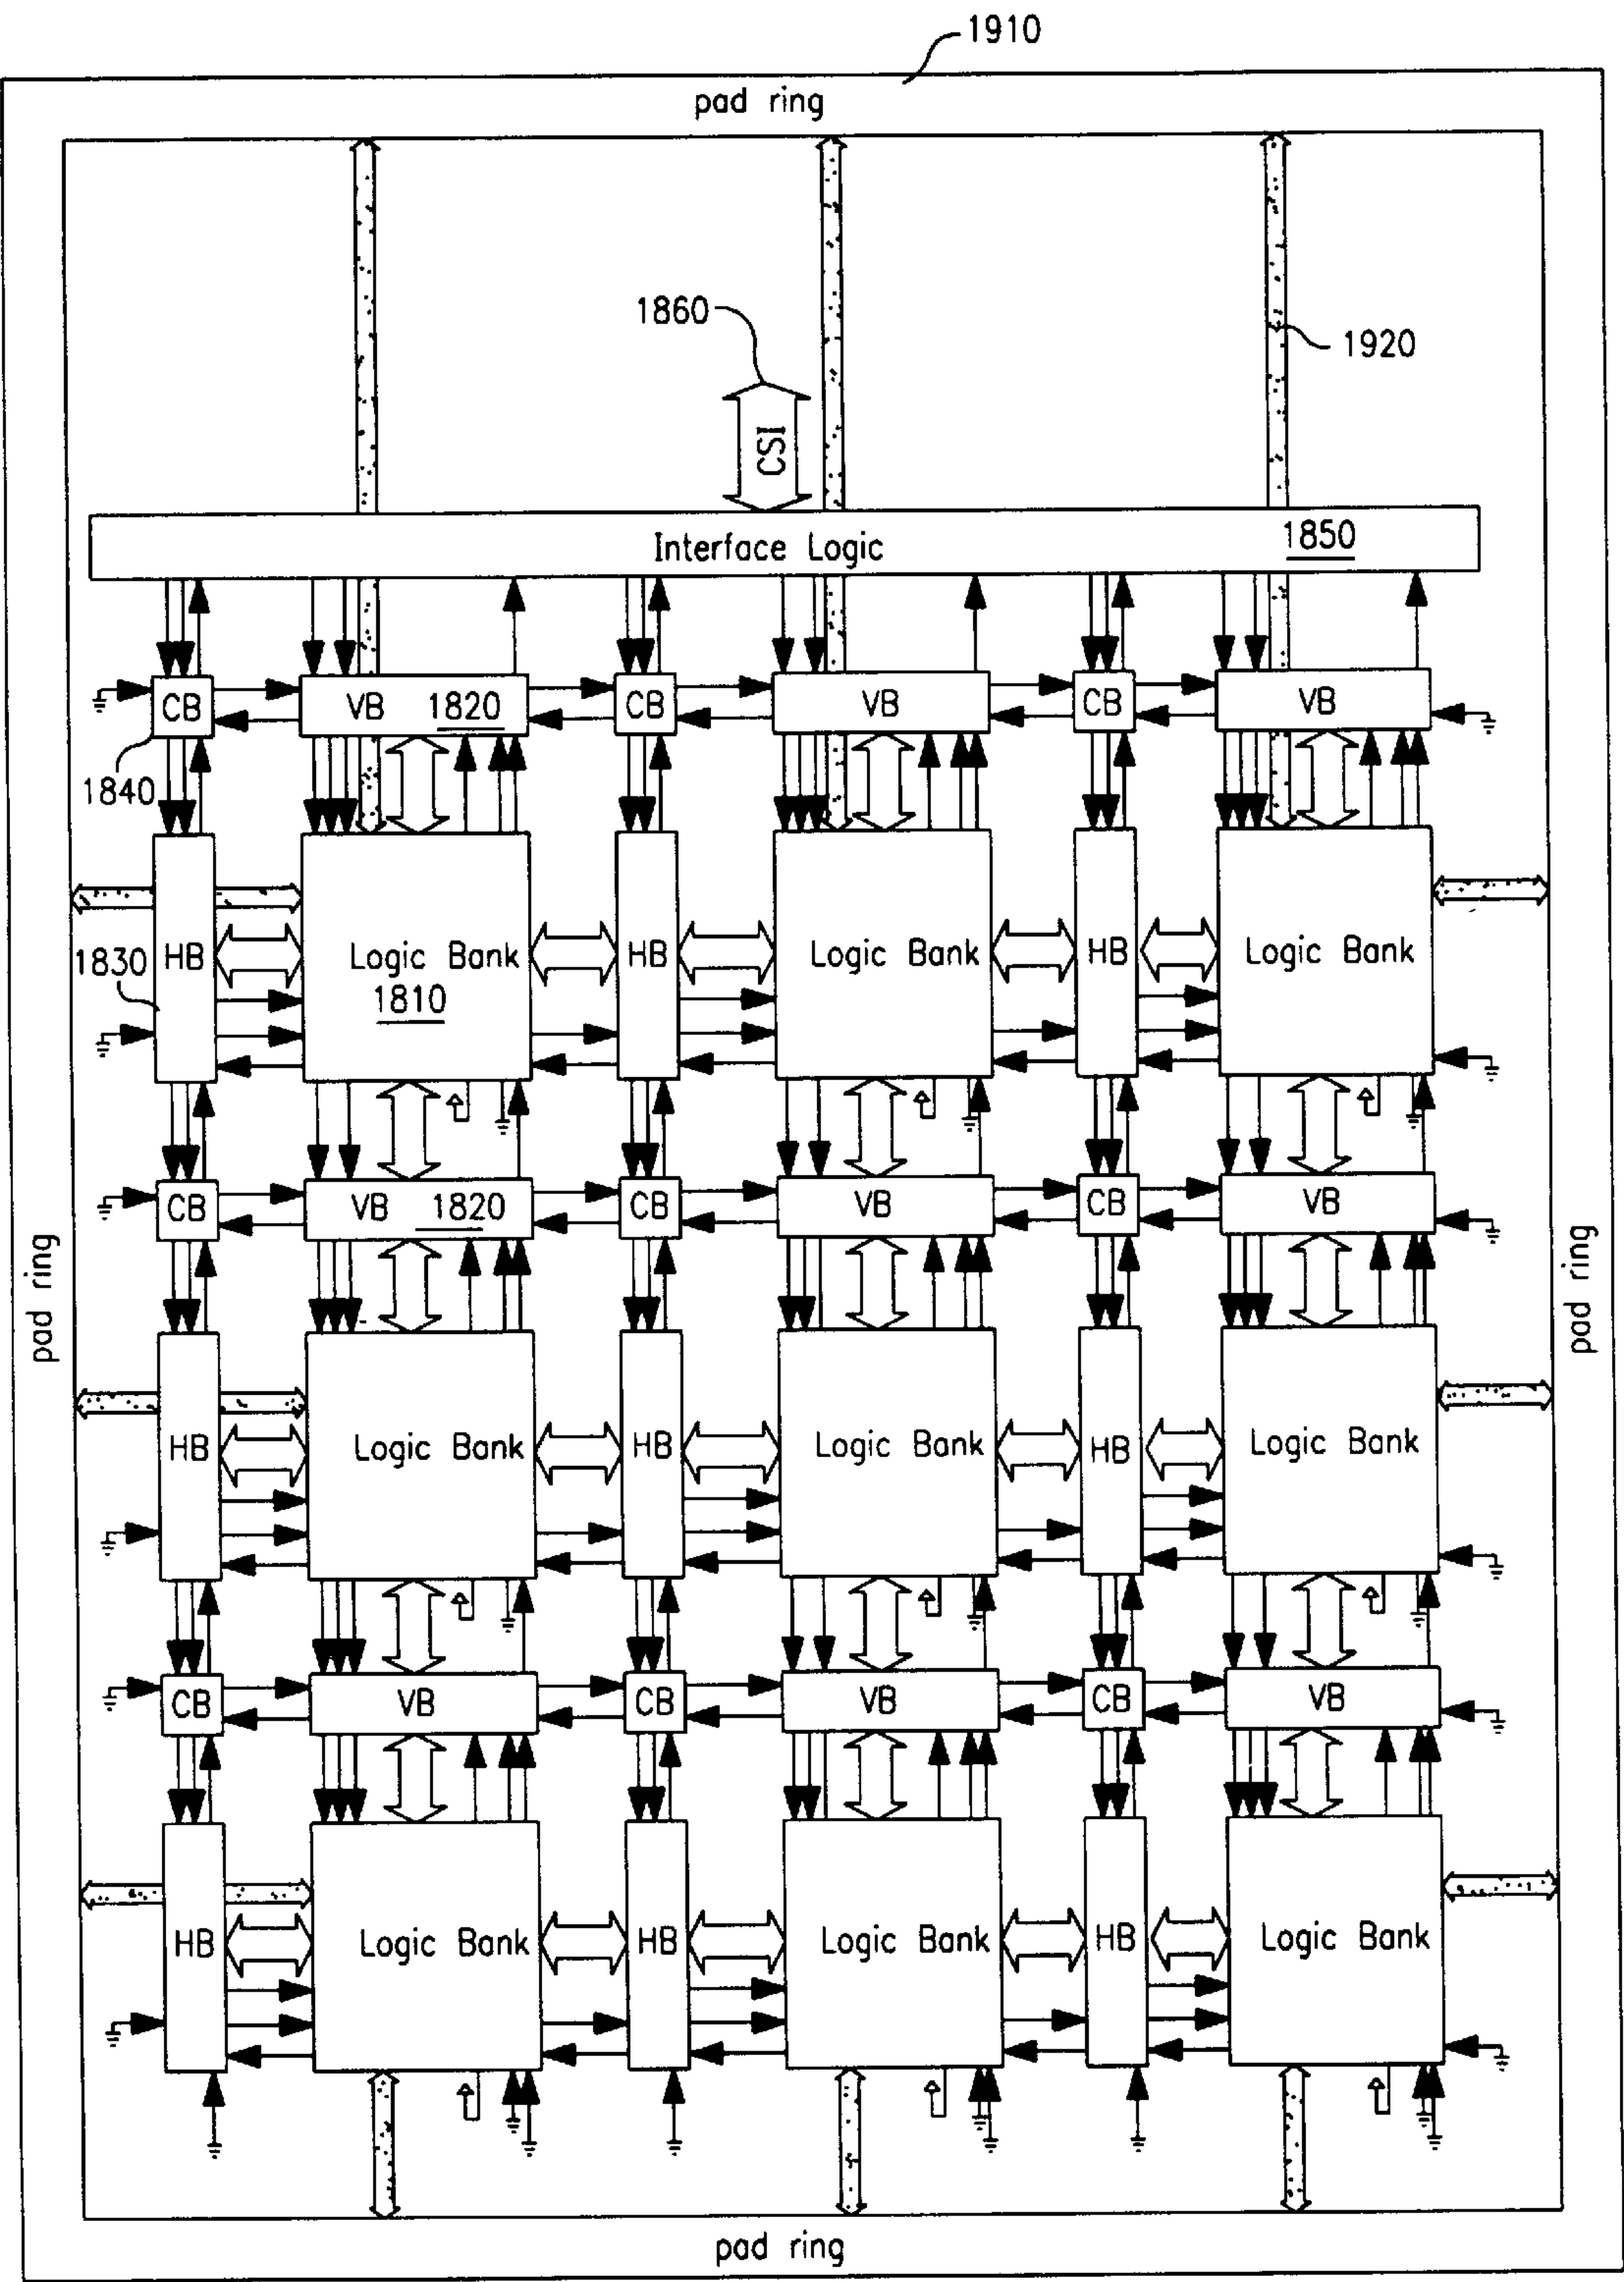 1910
pad ring
1860
1920
CSI
Interface Logic 1850
CB VB 1820 CB VB CB VB
1840
1830 HB Logic Bank HB Logic Bank HB Logic Bank
1810
CB VB 1820 CB VB CB VB
pad ring
pad ring
HB Logic Bank HB Logic Bank HB Logic Bank
CB VB CB VB CB VB
HB Logic Bank HB Logic Bank HB Logic Bank
pad ring